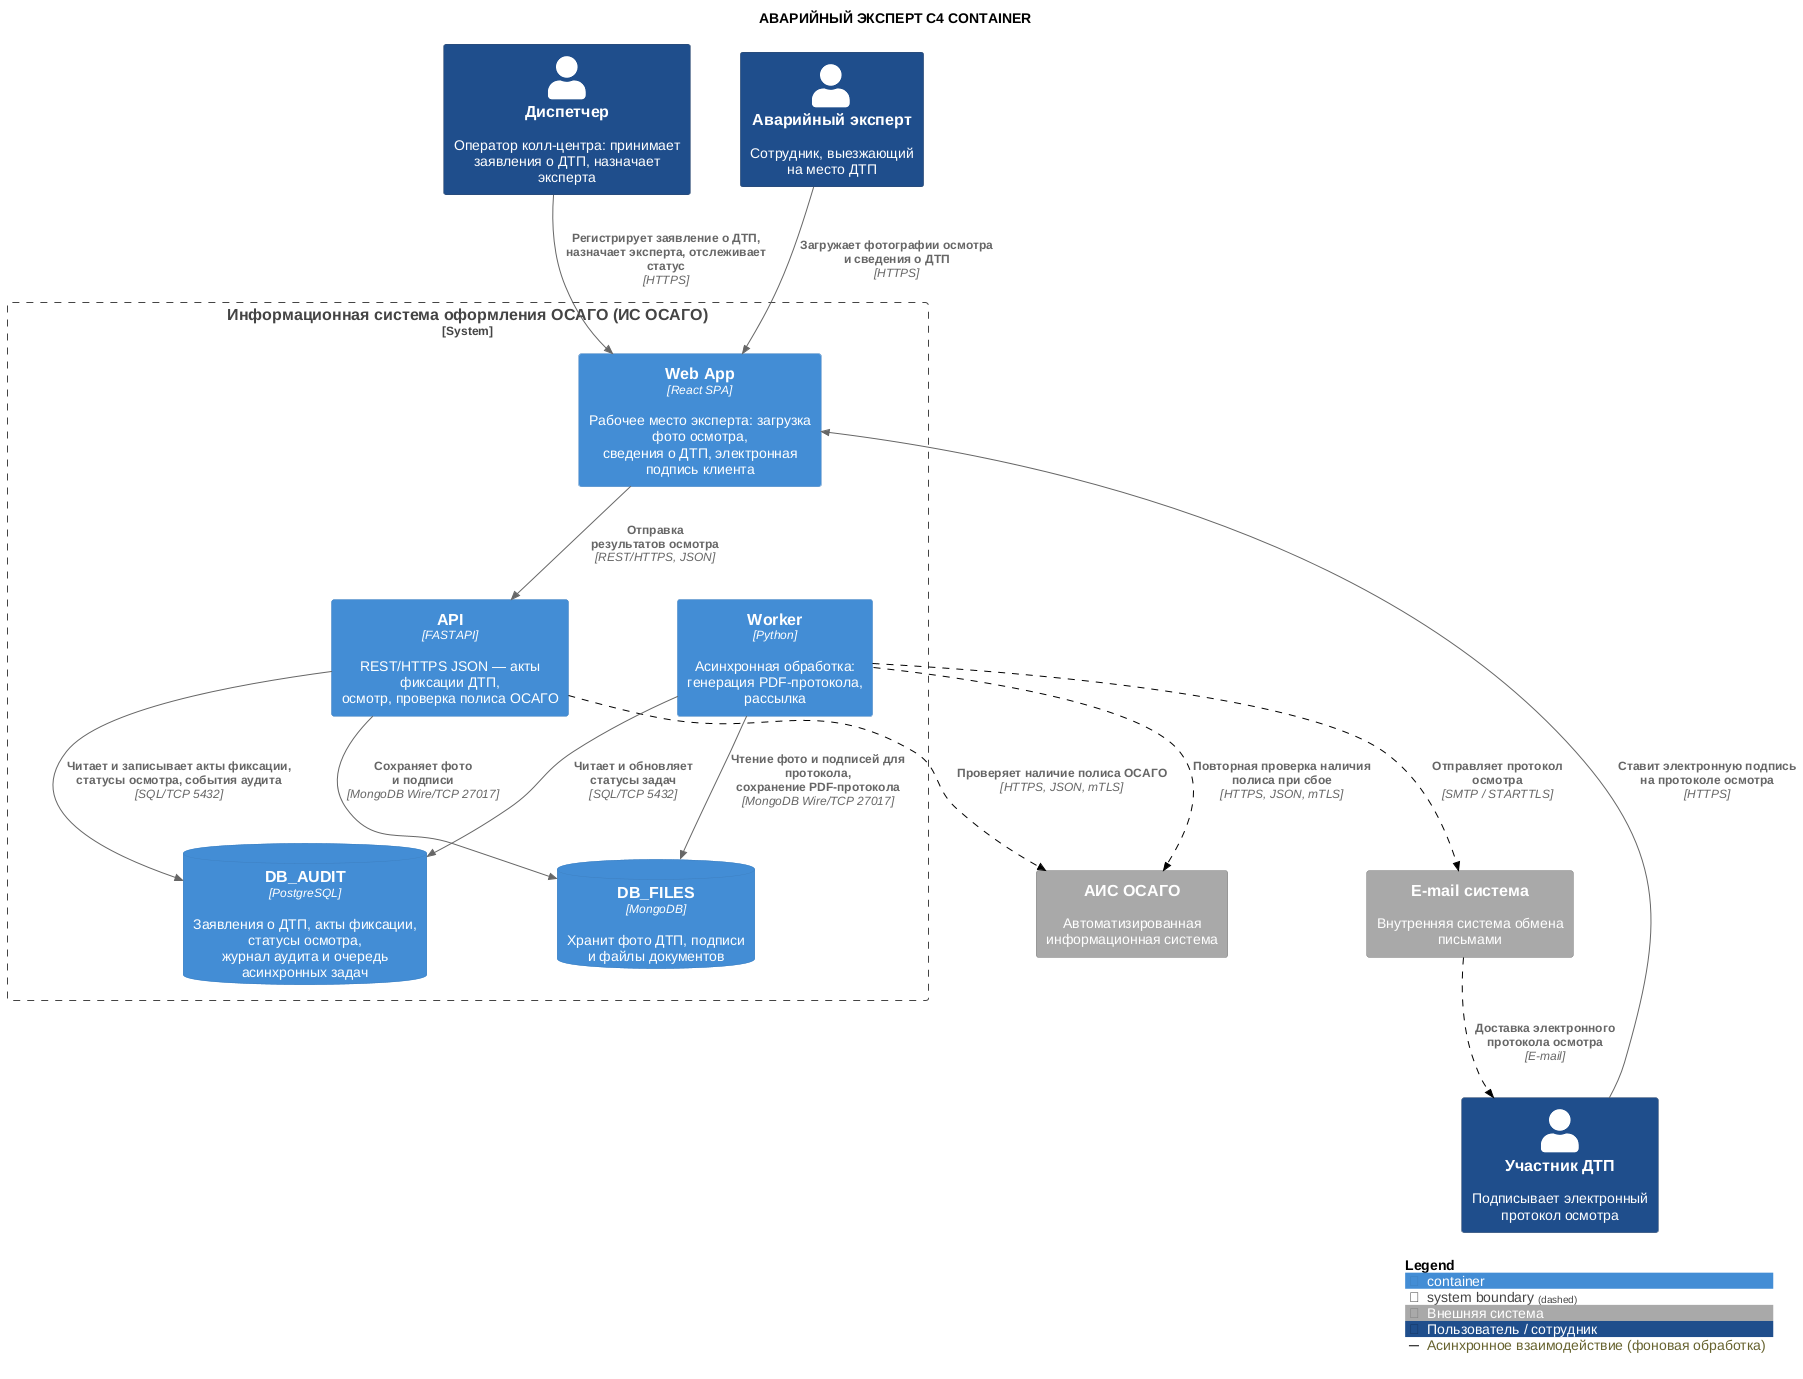 АВАРИЙНЫЙ ЭКСПЕРТ C4 CONTAINER
Диспетчер
Оператор колл-центра: принимает
заявления о ДТП, назначает
эксперта
Аварийный эксперт
Сотрудник, выезжающий
на место ДТП
Регистрирует заявление о ДТП,
назначает эксперта, отслеживает
статус
[HTTPS]
Загружает фотографии осмотра
и сведения о ДТП
[HTTPS]
Информационная система оформления ОСАГО (ИС ОСАГО)
[System]
Web App
[React SPA]
Рабочее место эксперта: загрузка
фото осмотра,
сведения о ДТП, электронная
подпись клиента
Отправка
результатов осмотра
[REST/HTTPS, JSON]
API
[FASTAPI]
REST/HTTPS JSON — акты
фиксации ДТП,
осмотр, проверка полиса ОСАГО
Worker
[Python]
Асинхронная обработка:
генерация PDF-протокола,
рассылка
Читает и записывает акты фиксации,
статусы осмотра, события аудита
[SQL/TCP 5432]
Сохраняет фото
и подписи
[MongoDB Wire/TCP 27017]
Читает и обновляет
статусы задач
[SQL/TCP 5432]
Чтение фото и подписей для
протокола,
сохранение PDF-протокола
[MongoDB Wire/TCP 27017]
Проверяет наличие полиса ОСАГО
[HTTPS, JSON, mTLS]
Повторная проверка наличия
полиса при сбое
[HTTPS, JSON, mTLS]
Отправляет протокол
осмотра
[SMTP / STARTTLS]
Ставит электронную подпись
на протоколе осмотра
[HTTPS]
DB_AUDIT
[PostgreSQL]
Заявления о ДТП, акты фиксации,
статусы осмотра,
журнал аудита и очередь
асинхронных задач
DB_FILES
[MongoDB]
Хранит фото ДТП, подписи
и файлы документов
АИС ОСАГО
Автоматизированная
информационная система
E-mail система
Внутренняя система обмена
письмами
Доставка электронного
протокола осмотра
[E-mail]
Участник ДТП
Подписывает электронный
протокол осмотра
Legend
container
system boundary (dashed)
Внешняя система
Пользователь / сотрудник
Асинхронное взаимодействие (фоновая обработка)